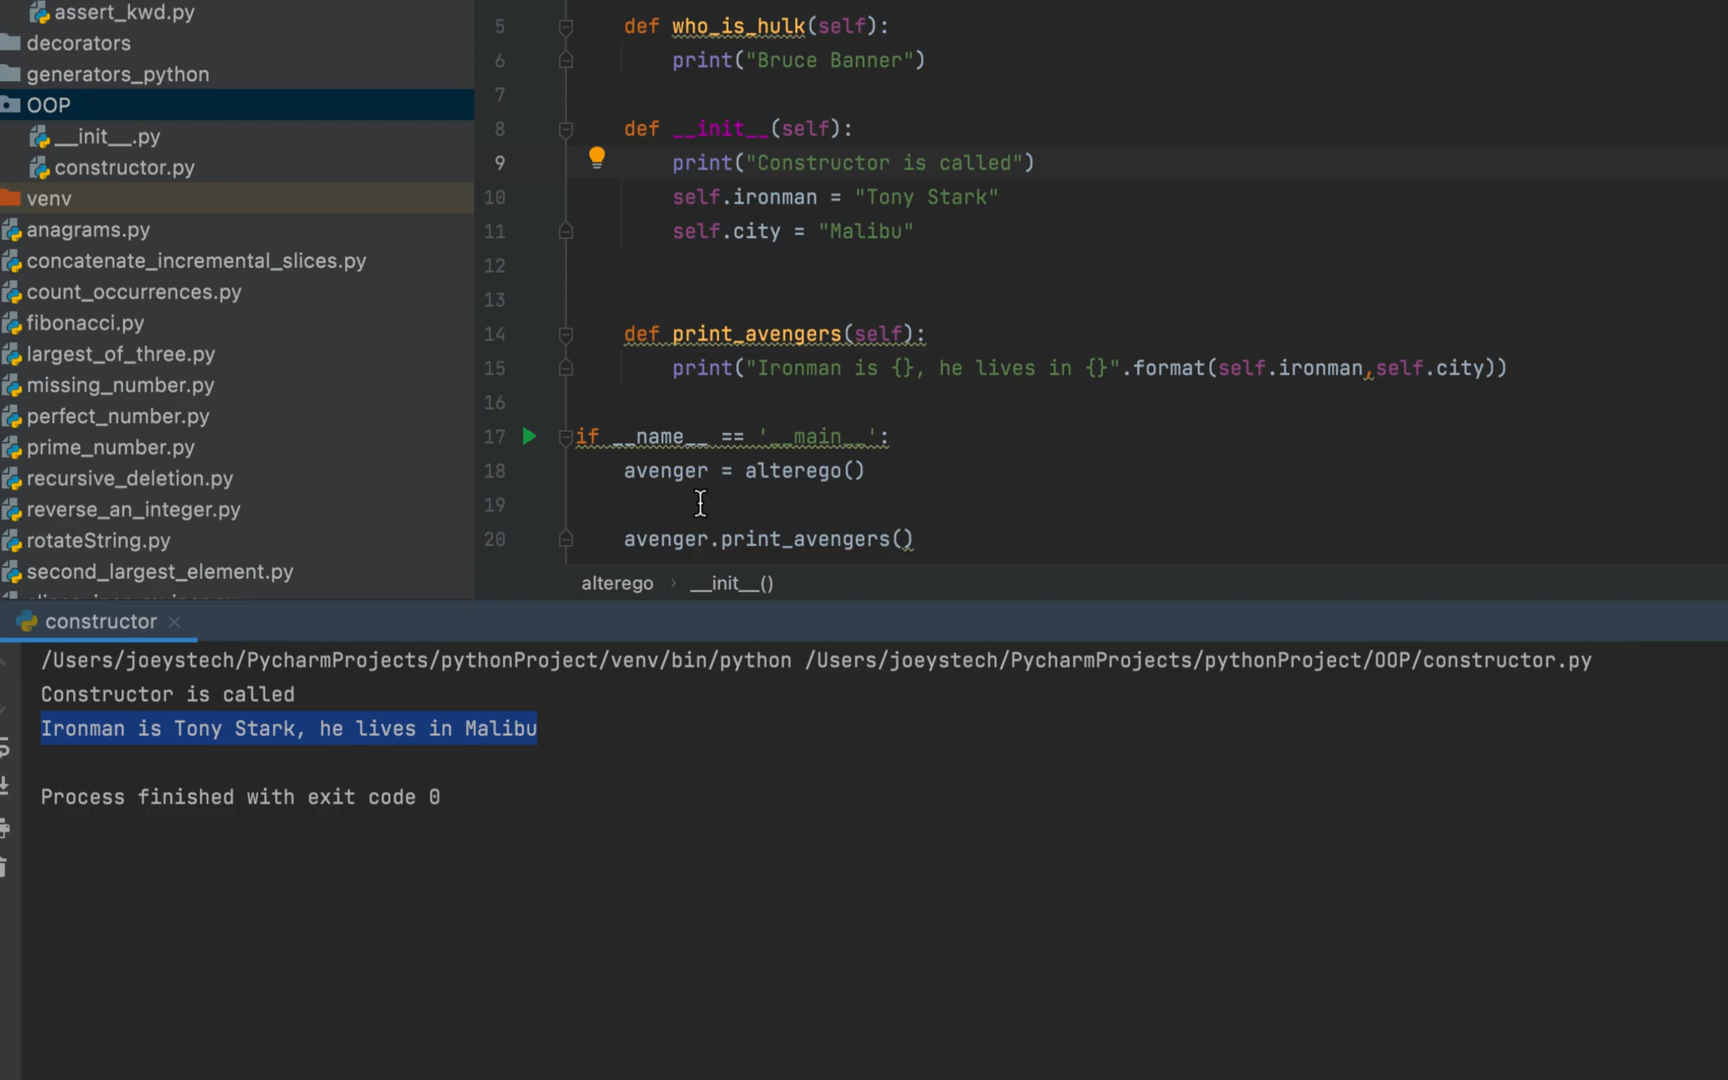 assert_kwd.py
decorators
generators_python
OOP
__init__.py
constructor.py
venv
anagrams.py
concatenate_incremental_slices.py
count_occurrences.py
fibonacci.py
largest_of_three.py
missing_number.py
perfect_number.py
prime_number.py
recursive_deletion.py
reverse_an_integer.py
rotateString.py
second_largest_element.py
5 def who_is_hulk(self):
6 print("Bruce Banner")
7
8 def __init__(self):
9 print("Constructor is called")
10 self.ironman = "Tony Stark"
11 self.city = "Malibu"
12
13
14 def print_avengers(self):
15 print("Ironman is {}, he lives in {}".format(self.ironman,self.city))
16
17 if __name__ == '__main__':
18 avenger = alterego()
19
20 avenger.print_avengers()
alterego › __init__()
constructor ×
/Users/joeystech/PycharmProjects/pythonProject/venv/bin/python /Users/joeystech/PycharmProjects/pythonProject/OOP/constructor.py
Constructor is called
Ironman is Tony Stark, he lives in Malibu
Process finished with exit code 0